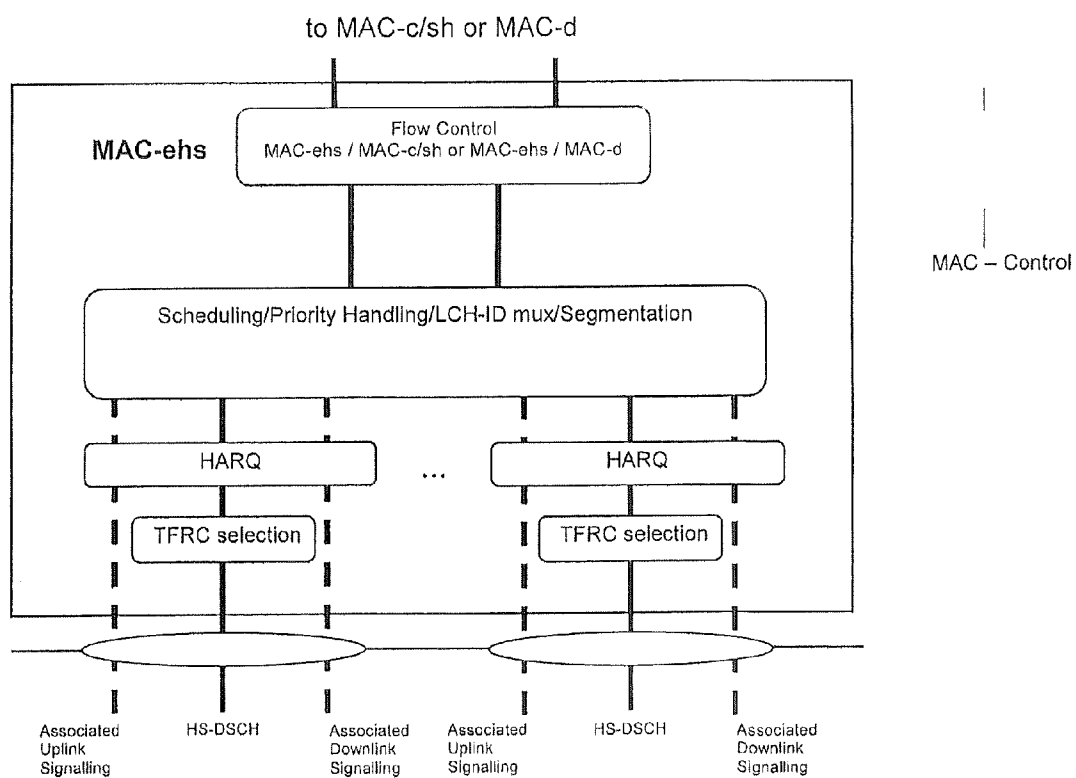 to MAC-c/sh or MAC-d
MAC-ehs
Flow Control
MAC-ehs / MAC-c/sh or MAC-ehs / MAC-d
MAC – Control
Scheduling/Priority Handling/LCH-ID mux/Segmentation
HARQ
...
HARQ
TFRC selection
TFRC selection
Associated
Uplink
Signalling
HS-DSCH
Associated
Downlink
Signalling
Associated
Uplink
Signalling
HS-DSCH
Associated
Downlink
Signalling